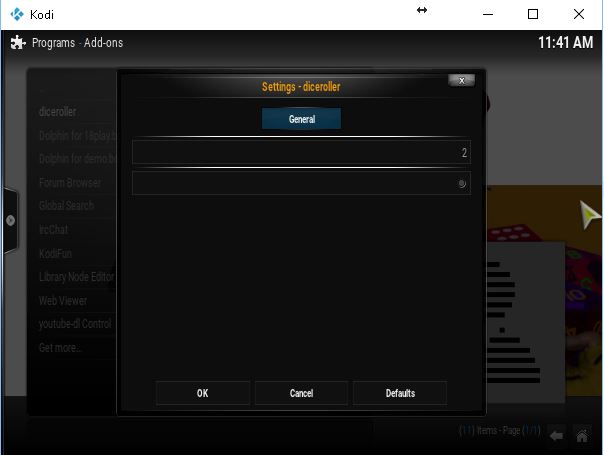 Kodi
Programs - Add-ons
11:41 AM
Settings - diceroller
x
General
2
..
diceroller
Dolphin for 18play.b
Dolphin for demo.b
Forum Browser
Global Search
IrcChat
KodiFun
Library Node Editor
Web Viewer
youtube-dl Control
Get more...
OK
Cancel
Defaults
(11) Items - Page (1/1)